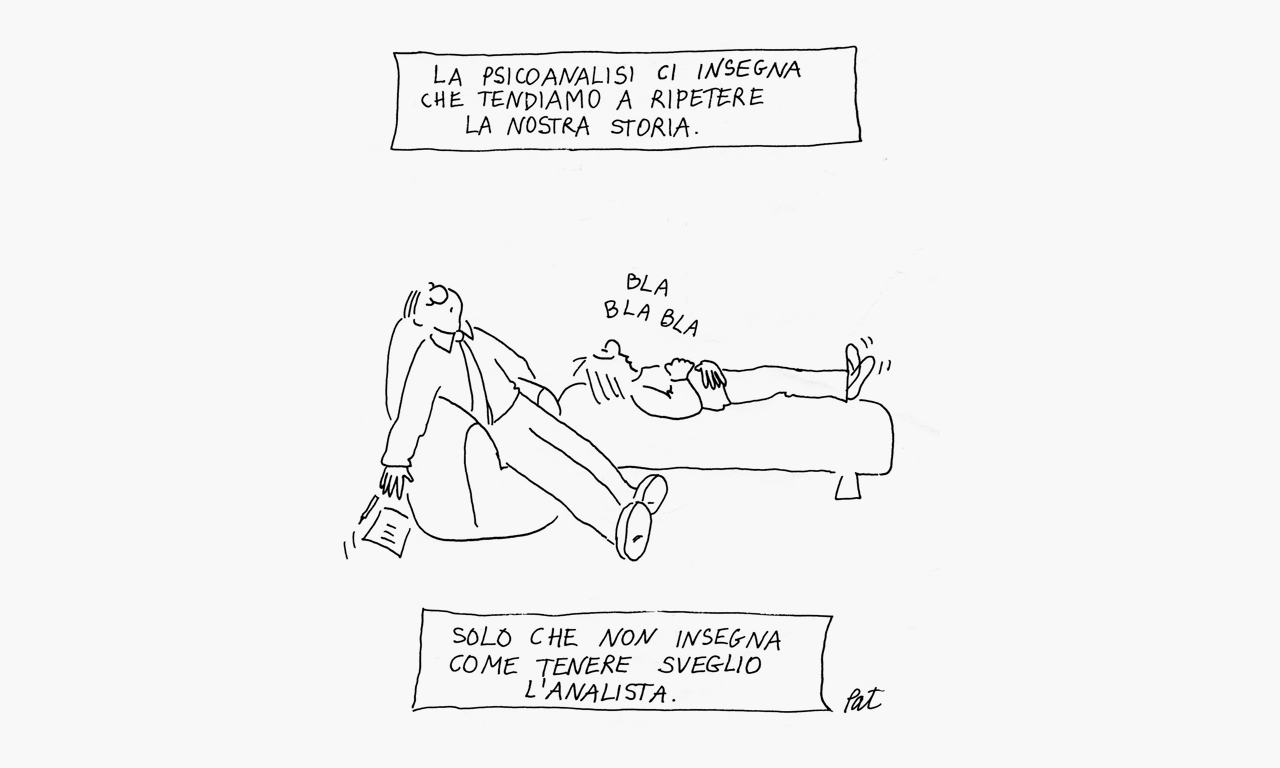 LA PSICOANALISI CI INSEGNA
CHE TENDIAMO A RIPETERE
LA NOSTRA STORIA.
BLA
BLA BLA
SOLO CHE NON INSEGNA
COME TENERE SVEGLIO
L'ANALISTA.
Pat